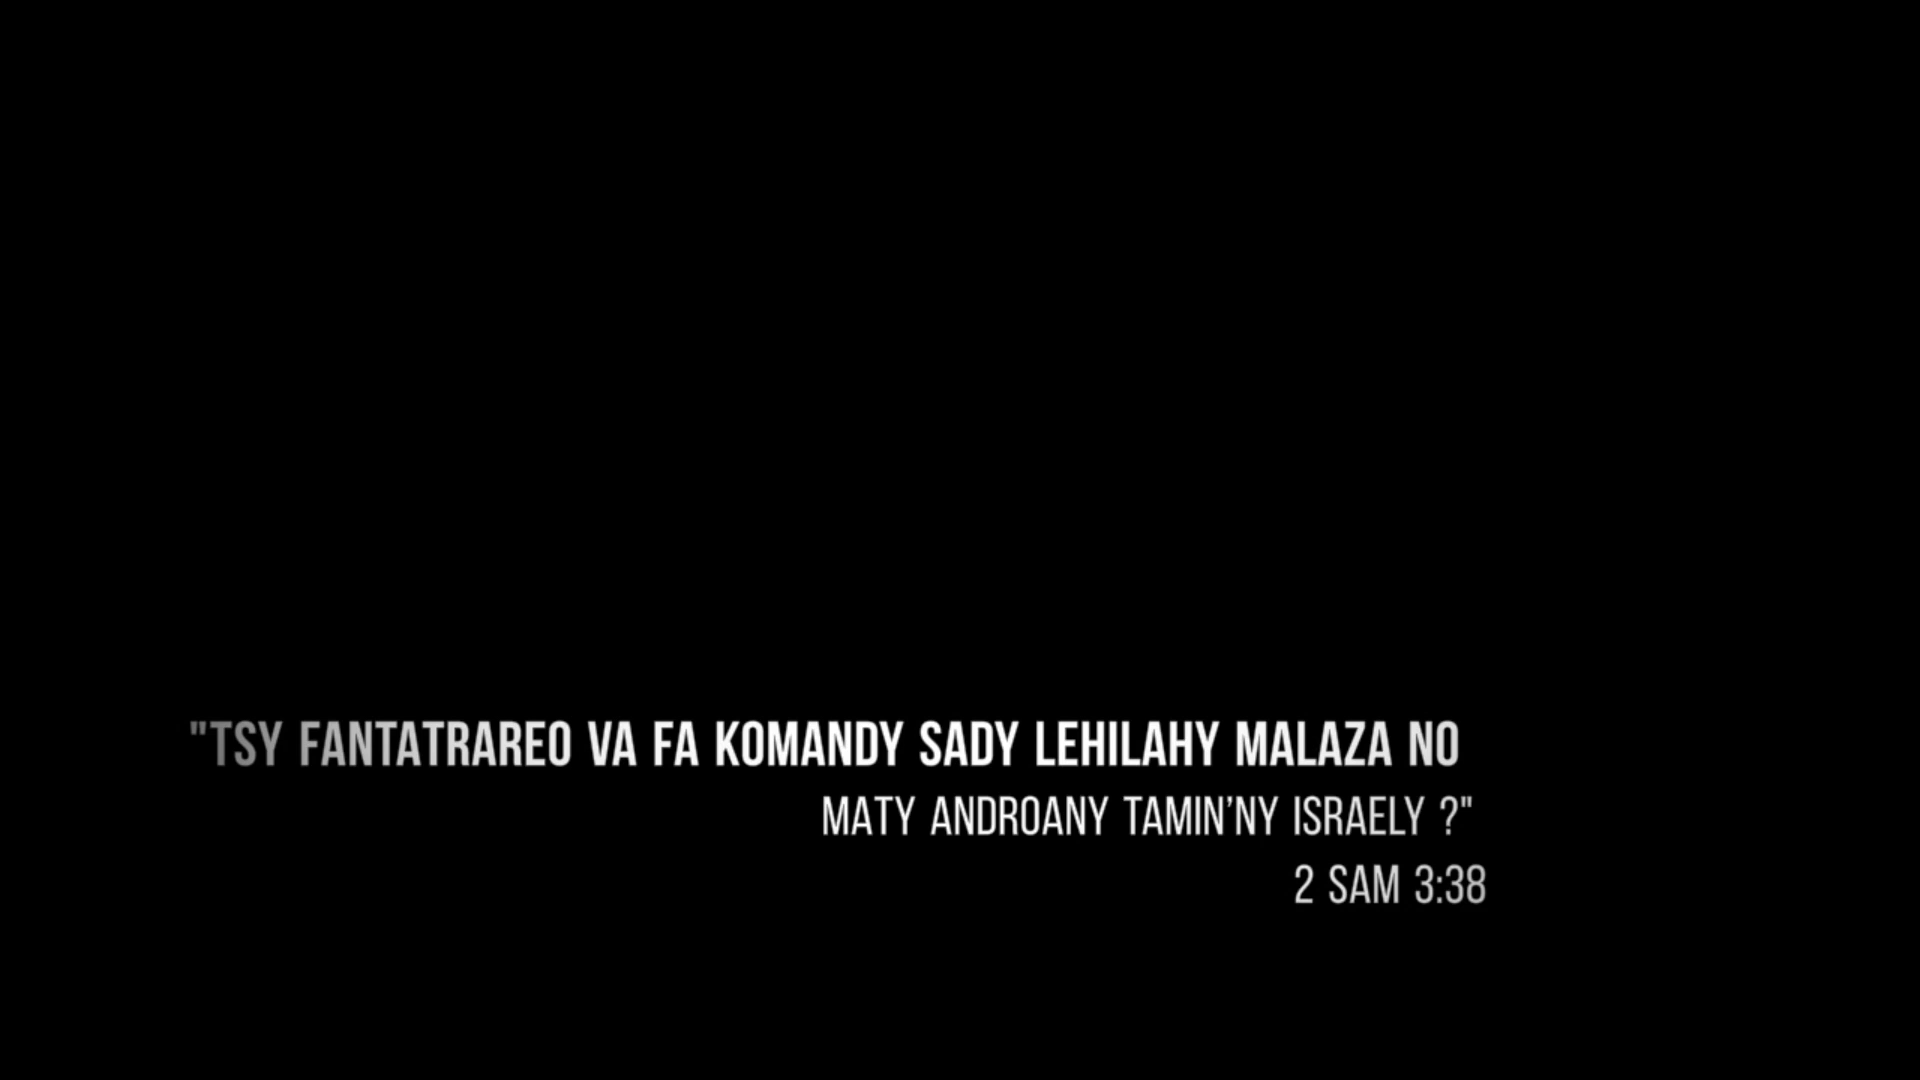 "TSY FANTATRAREO VA FA KOMANDY SADY LEHILAHY MALAZA NO
MATY ANDROANY TAMIN’NY ISRAELY ?"
2 SAM 3:38